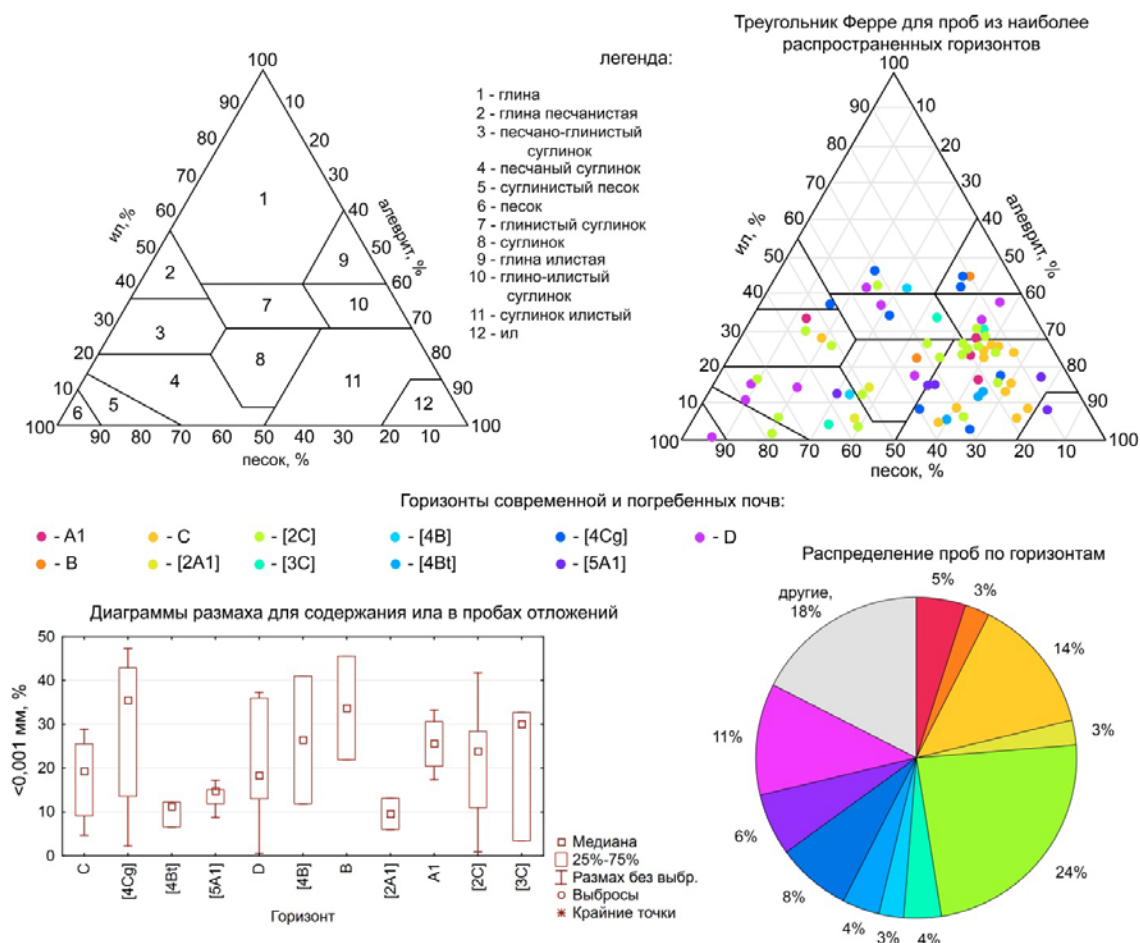 Треугольник Ферре для проб из наиболее
распространенных горизонтов
легенда:
1 - глина
2 - глина песчанистая
3 - песчано-глинистый
суглинок
4 - песчаный суглинок
5 - суглинистый песок
6 - песок
7 - глинистый суглинок
8 - суглинок
9 - глина илистая
10 - глино-илистый
суглинок
11 - суглинок илистый
12 - ил
100
90 10
80 20
70 30
60 40
50 50
40 60
30 70
20 80
10 90
100 100
90 80 70 60 50 40 30 20 10
ил, %
алеврит, %
песок, %
1
2
3
4
5
6
7
8
9
10
11
12
100
90 10
80 20
70 30
60 40
50 50
40 60
30 70
20 80
10 90
100 100
90 80 70 60 50 40 30 20 10
ил, %
алеврит, %
песок, %
Горизонты современной и погребенных почв:
- A1 - C - [2C] - [4B] - [4Cg] - D
- B - [2A1] - [3C] - [4Bt] - [5A1]
Диаграммы размаха для содержания ила в пробах отложений
50
40
30
20
10
0
<0,001 мм, %
C [4Cg] [4Bt] [5A1] D [4B] B [2A1] A1 [2C] [3C]
Горизонт
Медиана
25%-75%
Размах без выбр.
Выбросы
Крайние точки
Распределение проб по горизонтам
другие,
18%
5%
3%
14%
3%
24%
4%
3%
4%
8%
6%
11%